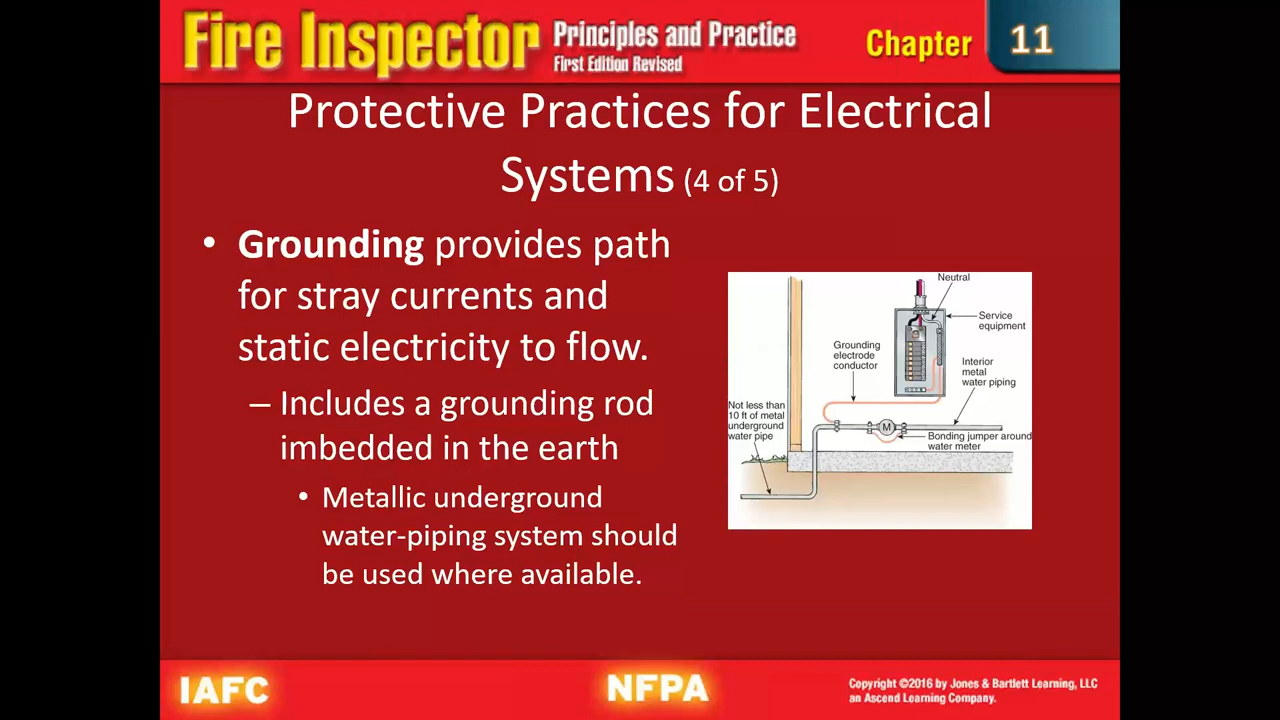 Fire Inspector Principles and Practice
First Edition Revised
Chapter 11
Protective Practices for Electrical
Systems (4 of 5)
• Grounding provides path
for stray currents and
static electricity to flow.
– Includes a grounding rod
imbedded in the earth
• Metallic underground
water-piping system should
be used where available.
Neutral
Service
equipment
Grounding
electrode
conductor
Interior
metal
water piping
Not less than
10 ft of metal
underground
water pipe
M
Bonding jumper around
water meter
IAFC
NFPA
Copyright ©2016 by Jones & Bartlett Learning, LLC
an Ascend Learning Company.